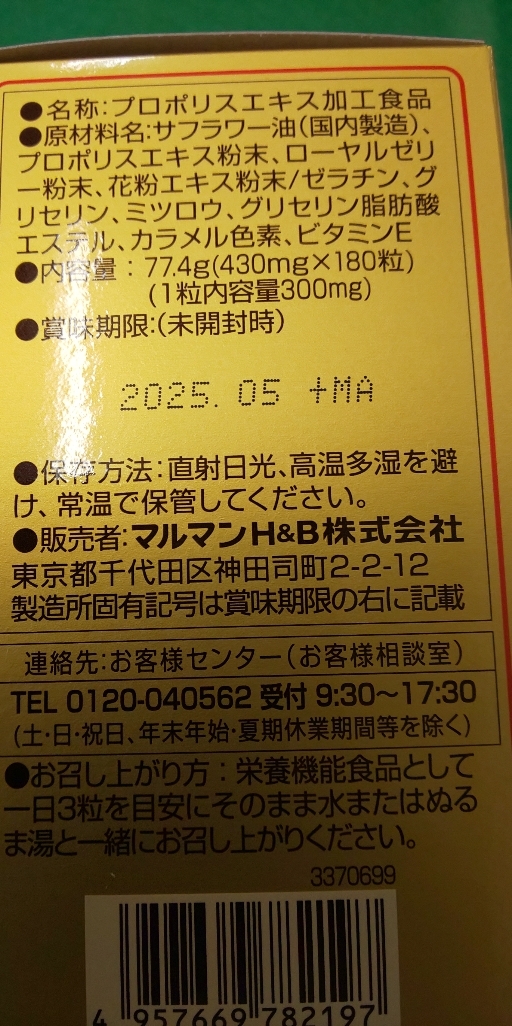 ●名称:プロポリスエキス加工食品
●原材料名:サフラワー油(国内製造)、
プロポリスエキス粉末、ローヤルゼリ
ー粉末、花粉エキス粉末/ゼラチン、グ
リセリン、ミツロウ、グリセリン脂肪酸
エステル、カラメル色素、ビタミンE
●内容量:77.4g(430mg×180粒)
(1粒内容量300mg)
●賞味期限:(未開封時)
2025.05 +MA
●保存方法:直射日光、高温多湿を避
け、常温で保管してください。
●販売者:マルマンH&B株式会社
東京都千代田区神田司町2-2-12
製造所固有記号は賞味期限の右に記載
連絡先:お客様センター(お客様相談室)
TEL 0120-040562 受付 9:30~17:30
(土・日・祝日、年末年始・夏期休業期間等を除く)
●お召し上がり方:栄養機能食品として
一日3粒を目安にそのまま水またはぬる
ま湯と一緒にお召し上がりください。
3370699
4 957669 782197